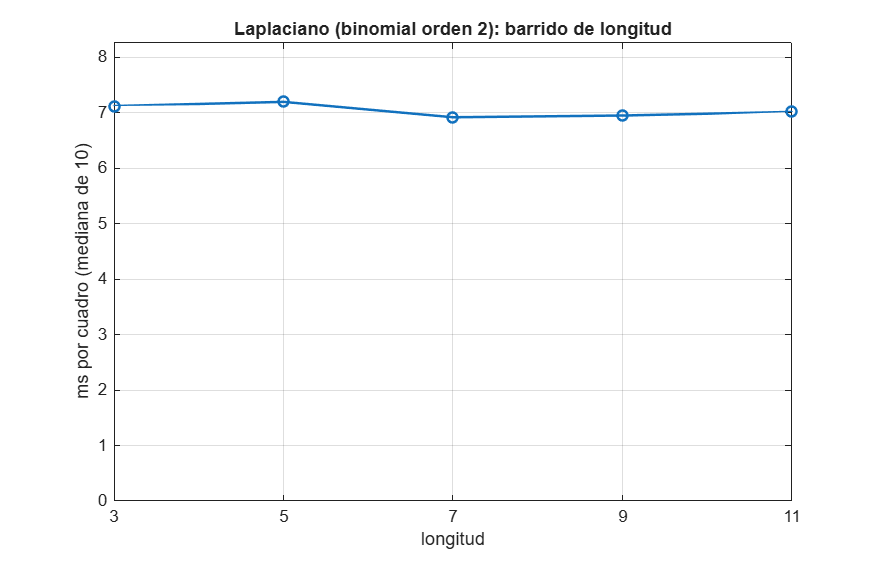 Laplaciano (binomial orden 2): barrido de longitud
8
7
6
5
4
3
2
1
0
ms por cuadro (mediana de 10)
3 5 7 9 11
longitud